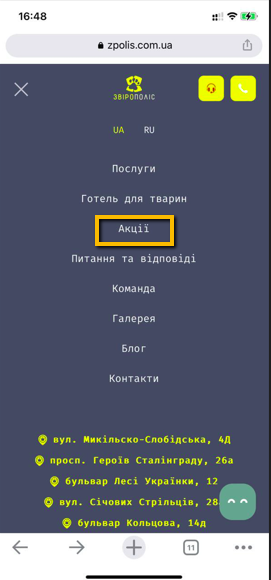 16:48
zpolis.com.ua
ЗВІРОПОЛІС
UA RU
Послуги
Готель для тварин
Акції
Питання та відповіді
Команда
Галерея
Блог
Контакти
вул. Микільско-Слобідська, 4Д
просп. Героїв Сталінграду, 26а
бульвар Лесі Українки, 12
вул. Січових Стрільців, 28
бульвар Кольцова, 14д
11